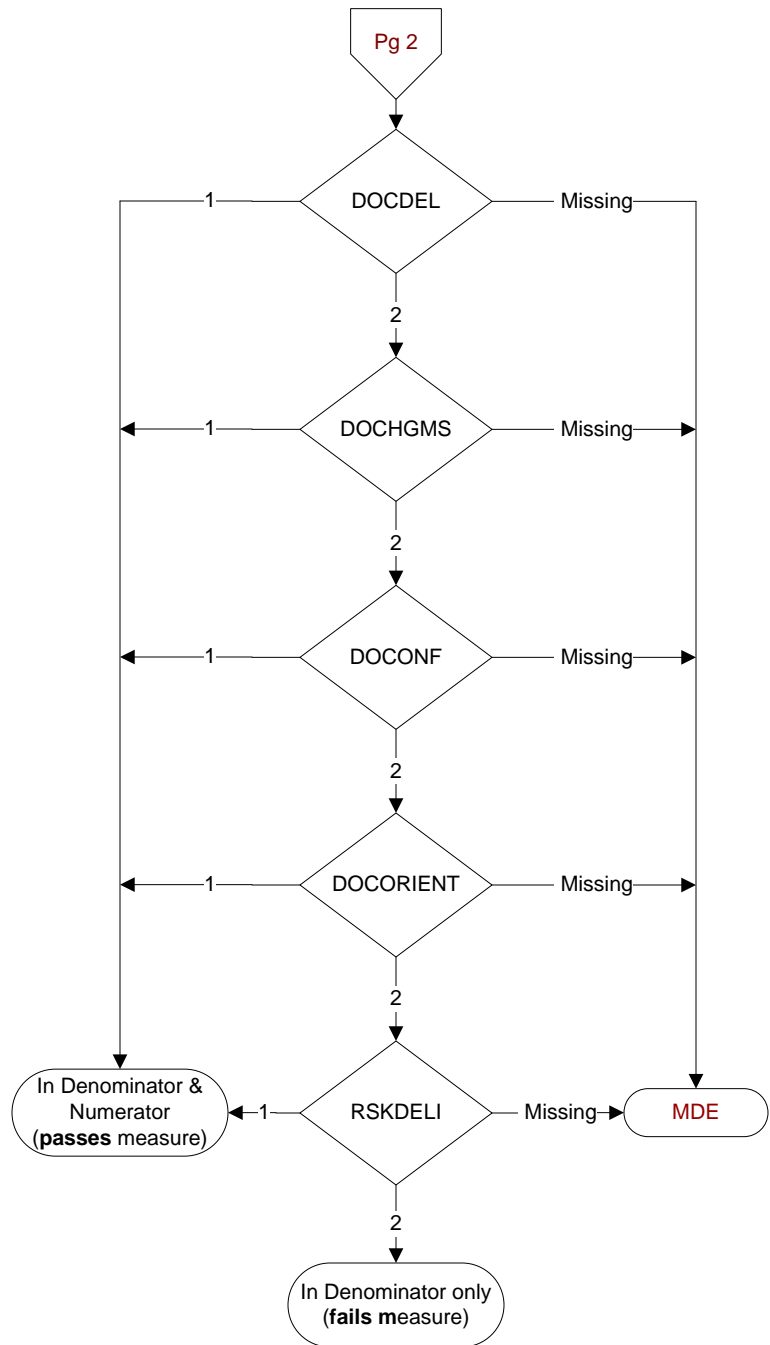 Pg 2
DOCDEL
1
Missing
2
DOCHGMS
1
Missing
2
DOCONF
1
Missing
2
DOCORIENT
1
Missing
2
In Denominator &
Numerator
(passes measure)
1
RSKDELI
Missing
MDE
2
In Denominator only
(fails measure)